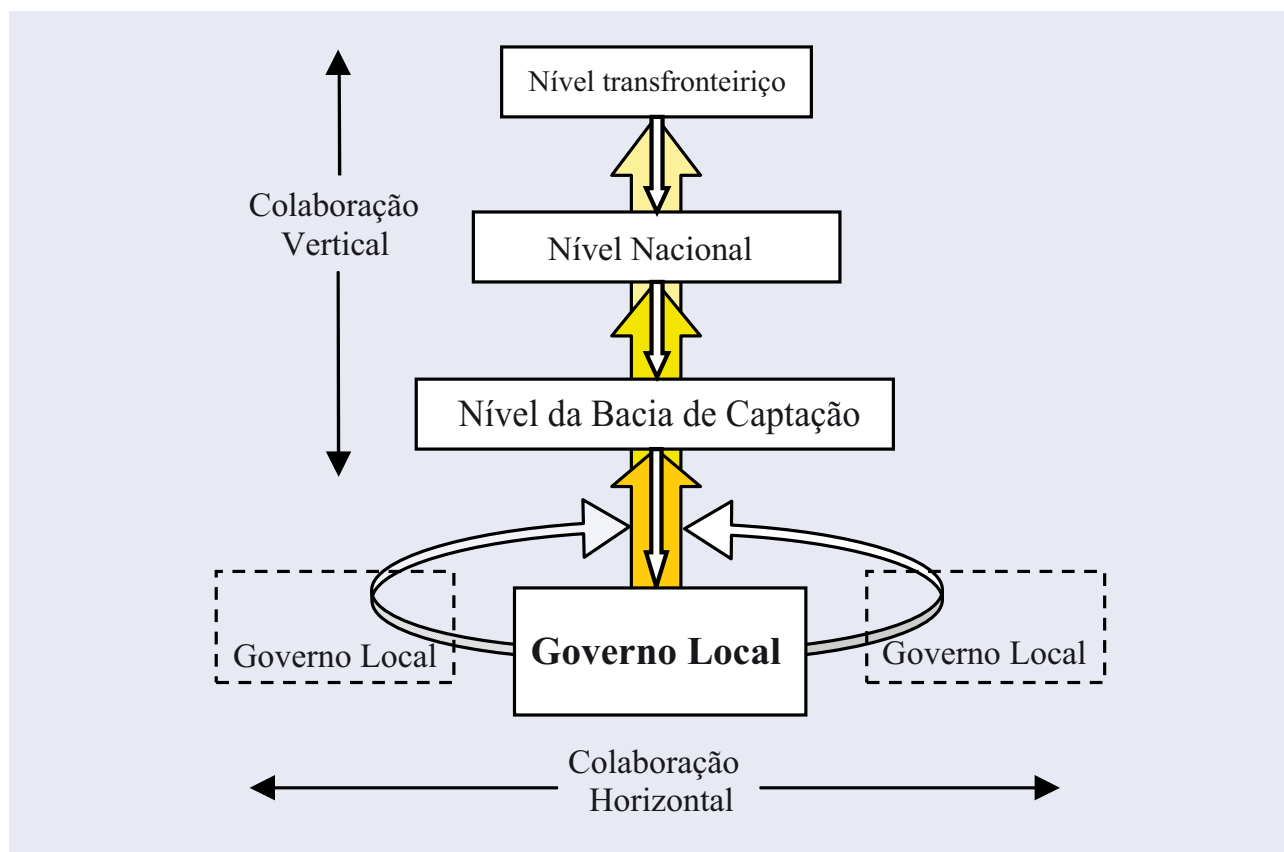 Nível transfronteiriço
Colaboração
Vertical
Nível Nacional
Nível da Bacia de Captação
Governo Local
Governo Local
Governo Local
Colaboração
Horizontal